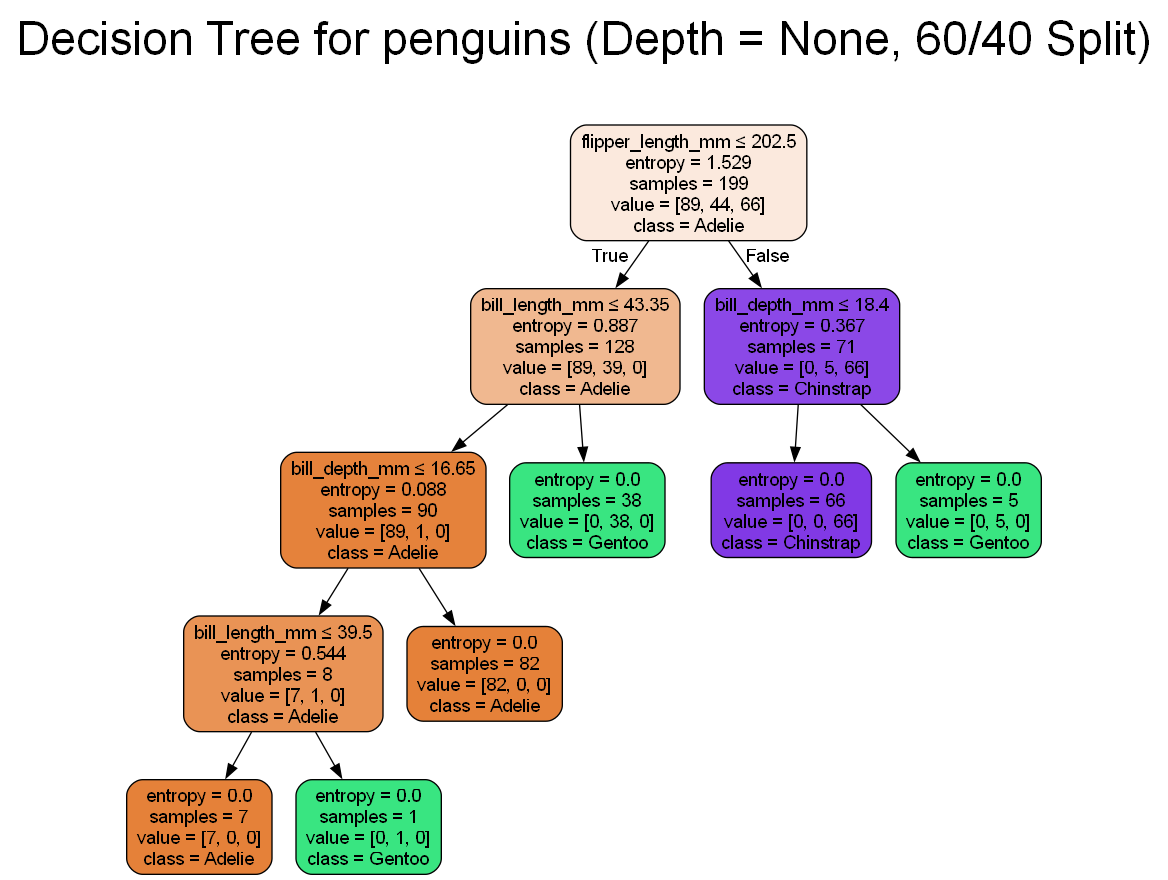 Decision Tree for penguins (Depth = None, 60/40 Split)
flipper_length_mm ≤ 202.5
entropy = 1.529
samples = 199
value = [89, 44, 66]
class = Adelie
True
False
bill_length_mm ≤ 43.35
entropy = 0.887
samples = 128
value = [89, 39, 0]
class = Adelie
bill_depth_mm ≤ 18.4
entropy = 0.367
samples = 71
value = [0, 5, 66]
class = Chinstrap
bill_depth_mm ≤ 16.65
entropy = 0.088
samples = 90
value = [89, 1, 0]
class = Adelie
entropy = 0.0
samples = 38
value = [0, 38, 0]
class = Gentoo
entropy = 0.0
samples = 66
value = [0, 0, 66]
class = Chinstrap
entropy = 0.0
samples = 5
value = [0, 5, 0]
class = Gentoo
bill_length_mm ≤ 39.5
entropy = 0.544
samples = 8
value = [7, 1, 0]
class = Adelie
entropy = 0.0
samples = 82
value = [82, 0, 0]
class = Adelie
entropy = 0.0
samples = 7
value = [7, 0, 0]
class = Adelie
entropy = 0.0
samples = 1
value = [0, 1, 0]
class = Gentoo